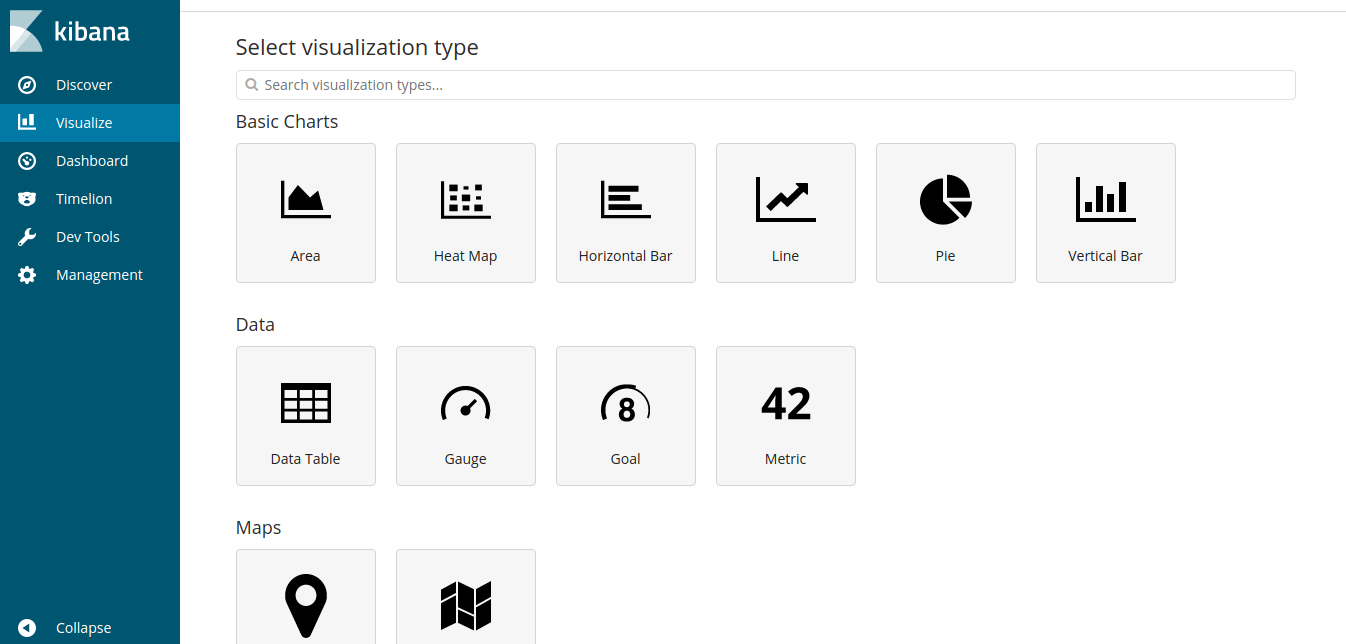 kibana
Discover
Visualize
Dashboard
Timelion
Dev Tools
Management
Collapse
Select visualization type
Search visualization types...
Basic Charts
Area
Heat Map
Horizontal Bar
Line
Pie
Vertical Bar
Data
8
42
Data Table
Gauge
Goal
Metric
Maps